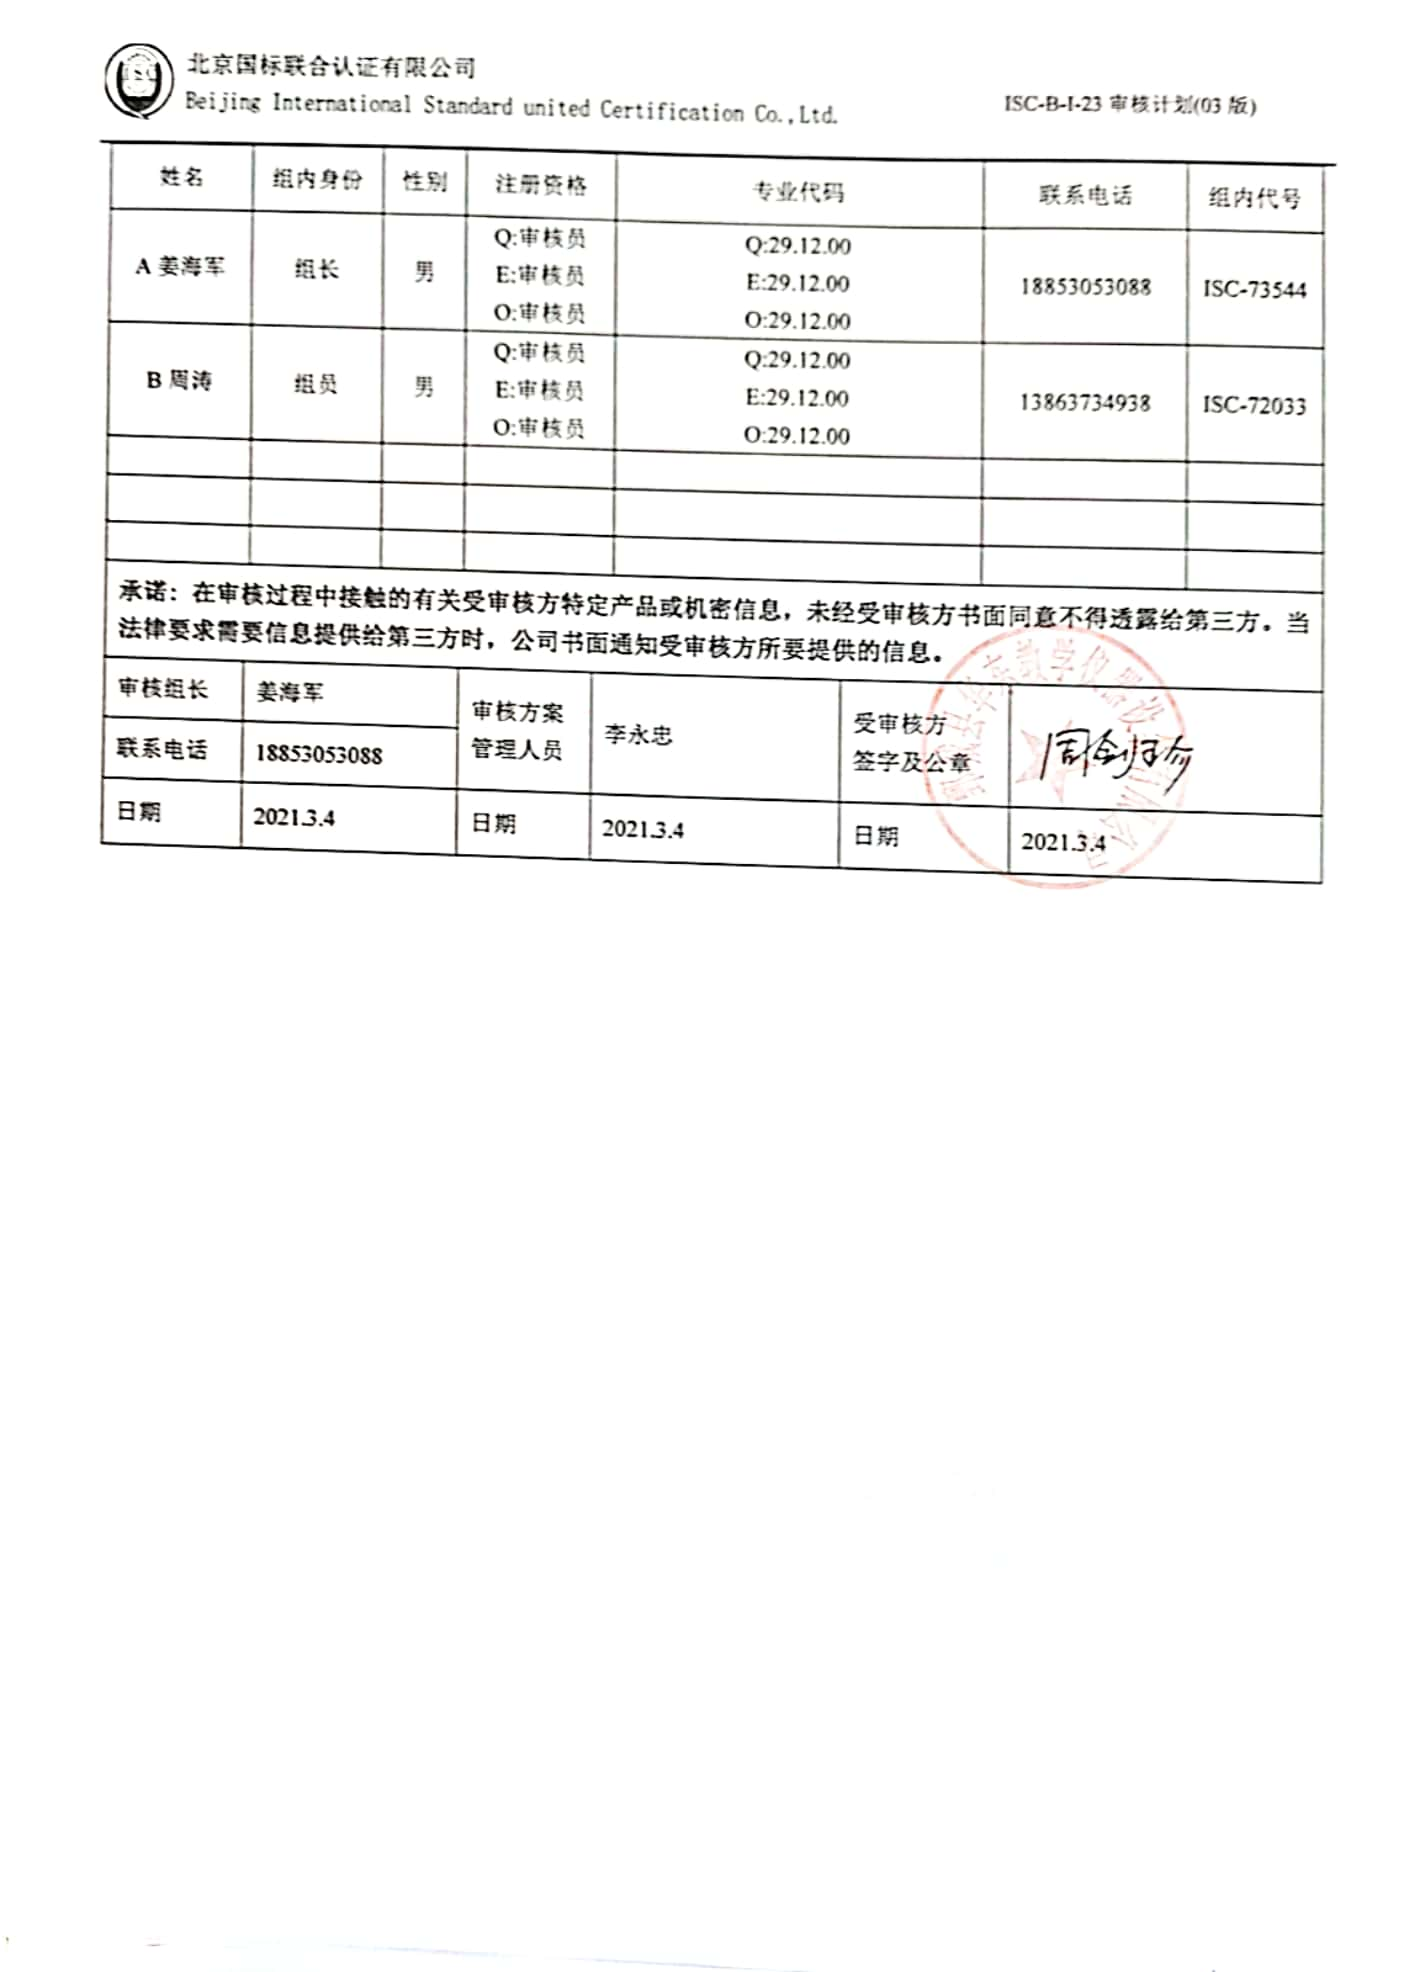 北京国标联合认证有限公司
Beijing International Standard united Certification Co.,Ltd.
ISC-B-I-23 审核计划(03 版)
姓名 组内身份 性别 注册资格 专业代码 联系电话 组内代号
A 姜海军 组长 男 Q:审核员 Q:29.12.00 18853053088 ISC-73544
E:审核员 E:29.12.00
O:审核员 O:29.12.00
B 周涛 组员 男 Q:审核员 Q:29.12.00 13863734938 ISC-72033
E:审核员 E:29.12.00
O:审核员 O:29.12.00
承诺：在审核过程中接触的有关受审核方特定产品或机密信息，未经受审核方书面同意不得透露给第三方。当
法律要求需要信息提供给第三方时，公司书面通知受审核方所要提供的信息。
审核组长 姜海军 审核方案 管理人员 李永忠 受审核方 签字及公章
联系电话 18853053088
日期 2021.3.4 日期 2021.3.4 日期 2021.3.4
县华东教学仪器设 有限公司